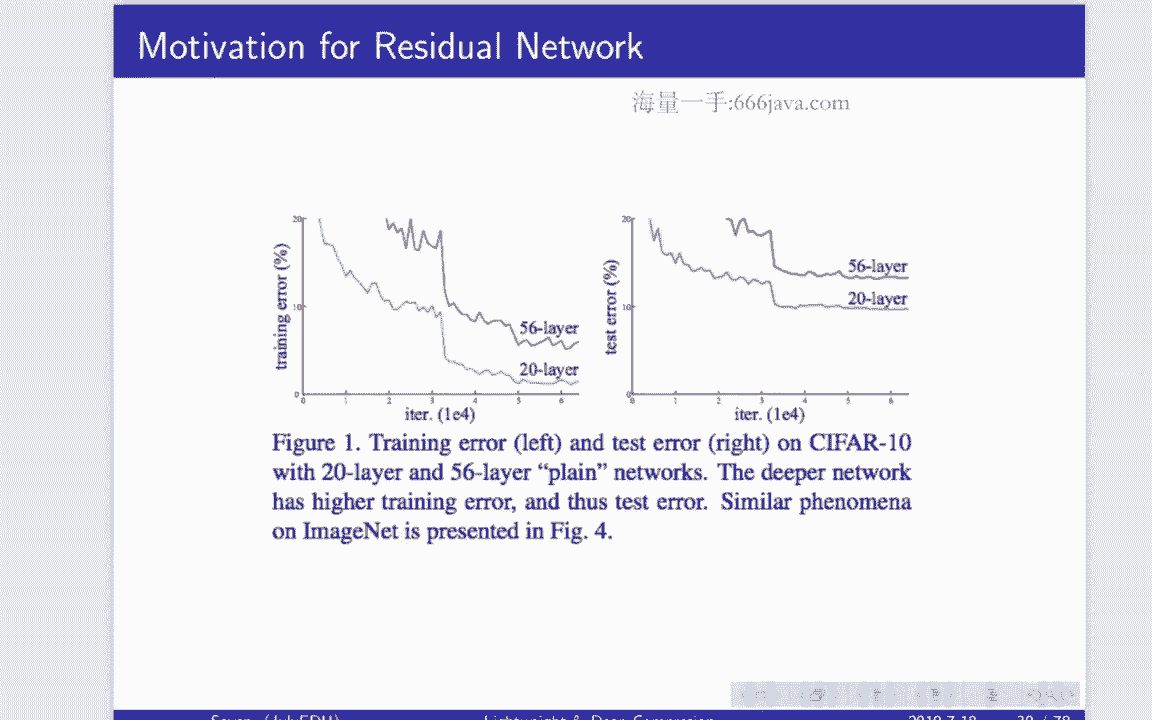 Motivation for Residual Network
海量一手:666java.com
20
10
0
training error (%)
56-layer
20-layer
0 1 2 3 4 5 6
iter. (1e4)
20
10
0
test error (%)
56-layer
20-layer
0 1 2 3 4 5 6
iter. (1e4)
Figure 1. Training error (left) and test error (right) on CIFAR-10
with 20-layer and 56-layer “plain” networks. The deeper network
has higher training error, and thus test error. Similar phenomena
on ImageNet is presented in Fig. 4.